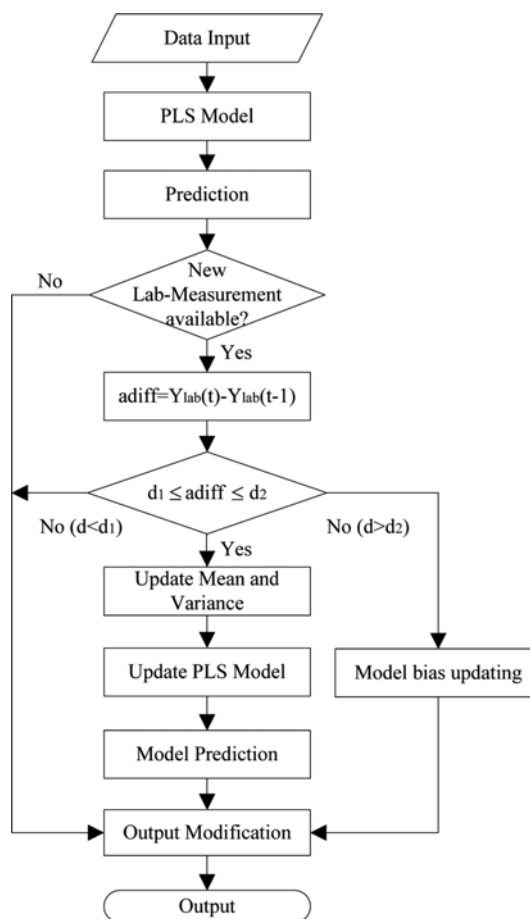 Data Input
PLS Model
Prediction
No
New
Lab-Measurement
available?
Yes
adiff=Ylab(t)-Ylab(t-1)
d1 ≤ adiff ≤ d2
No (d<d1)
No (d>d2)
Yes
Update Mean and
Variance
Update PLS Model
Model bias updating
Model Prediction
Output Modification
Output